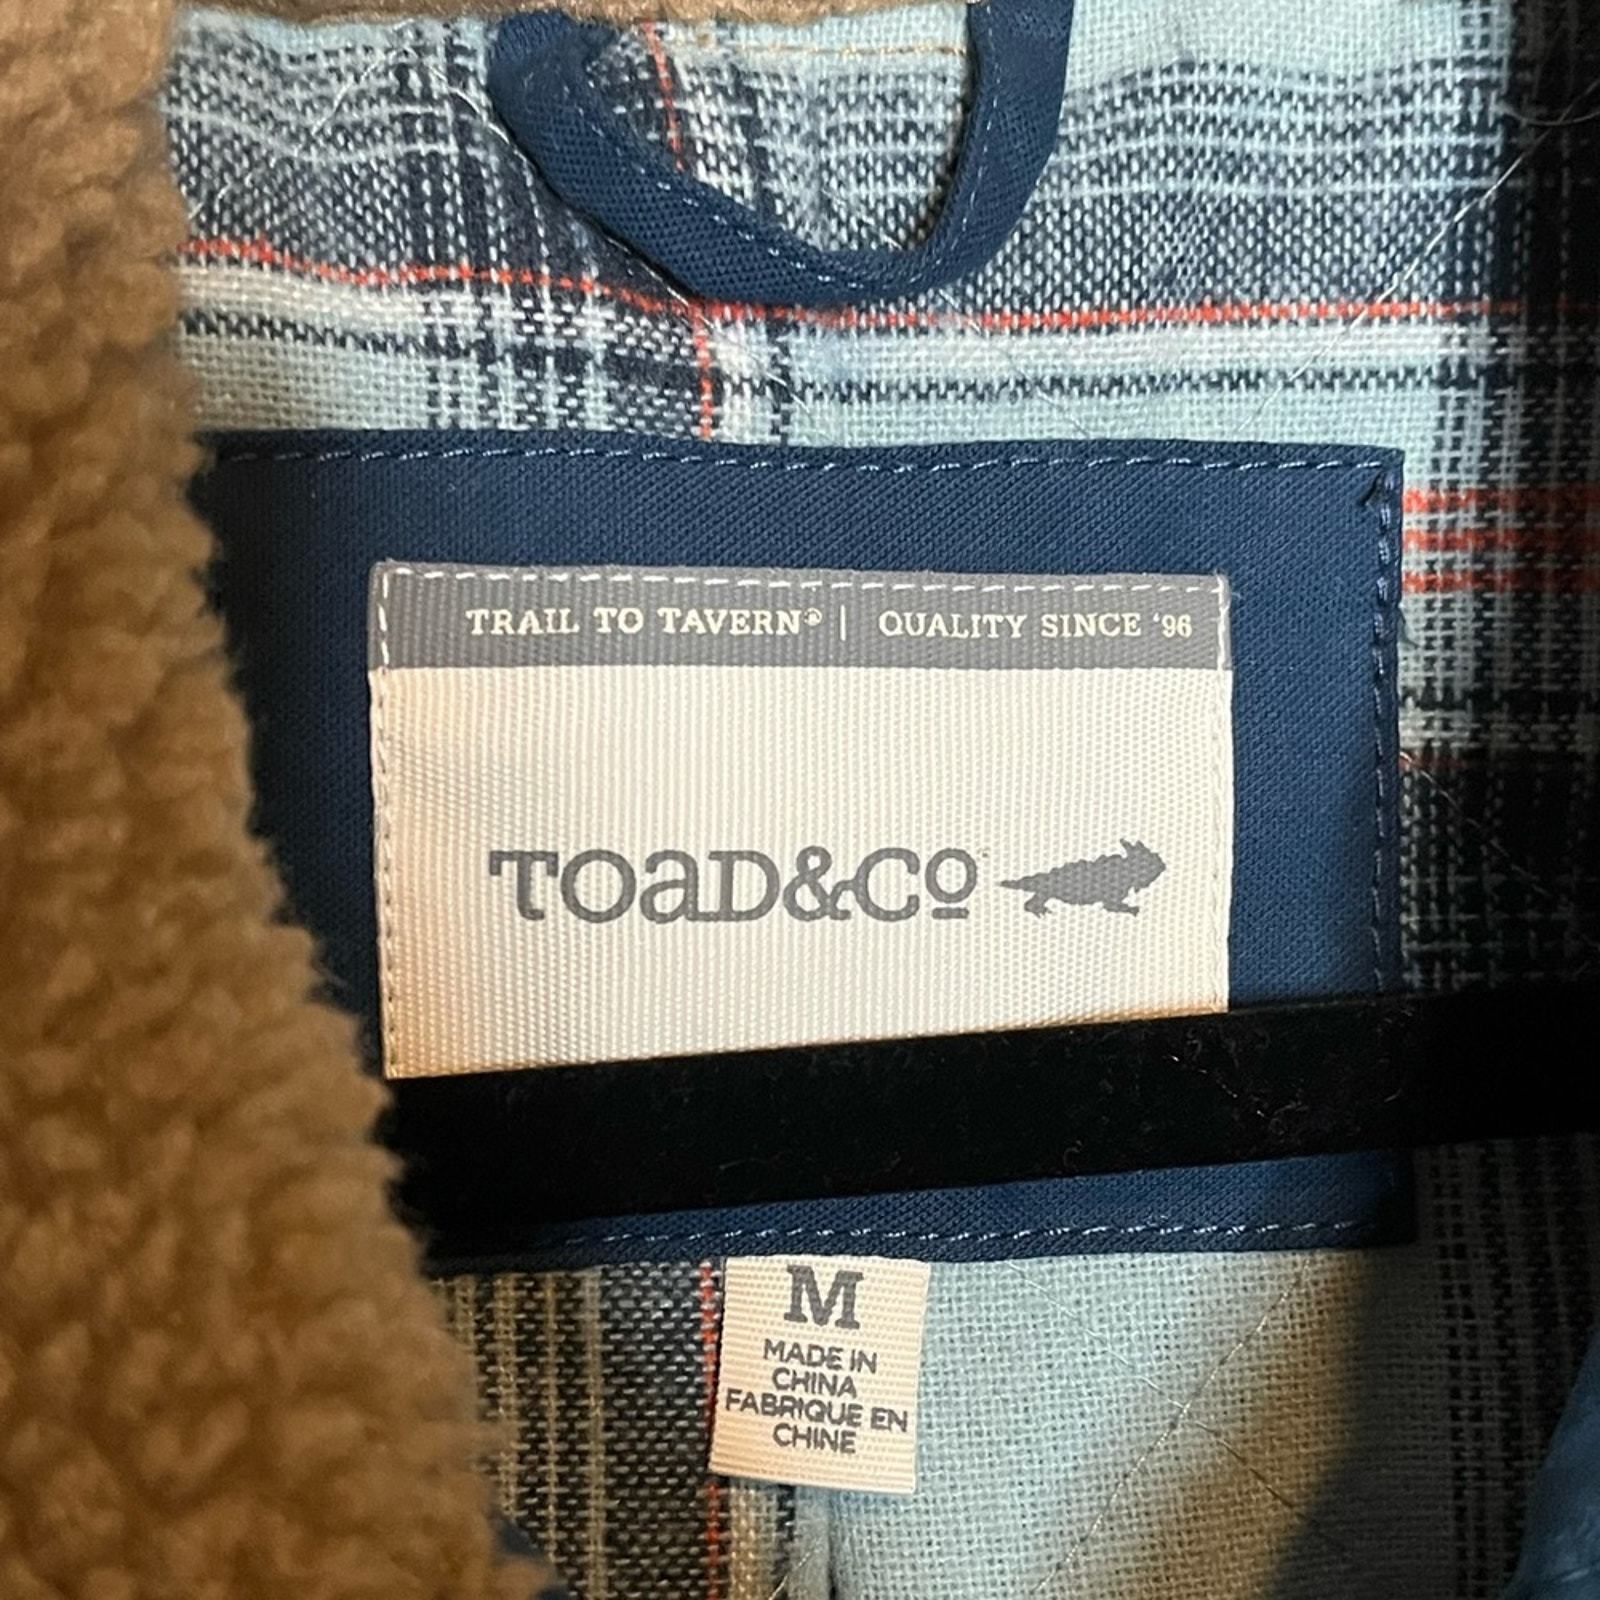 TRAIL TO TAVERN® | QUALITY SINCE '96
TOAD&CO
M
MADE IN
CHINA
FABRIQUE EN
CHINE